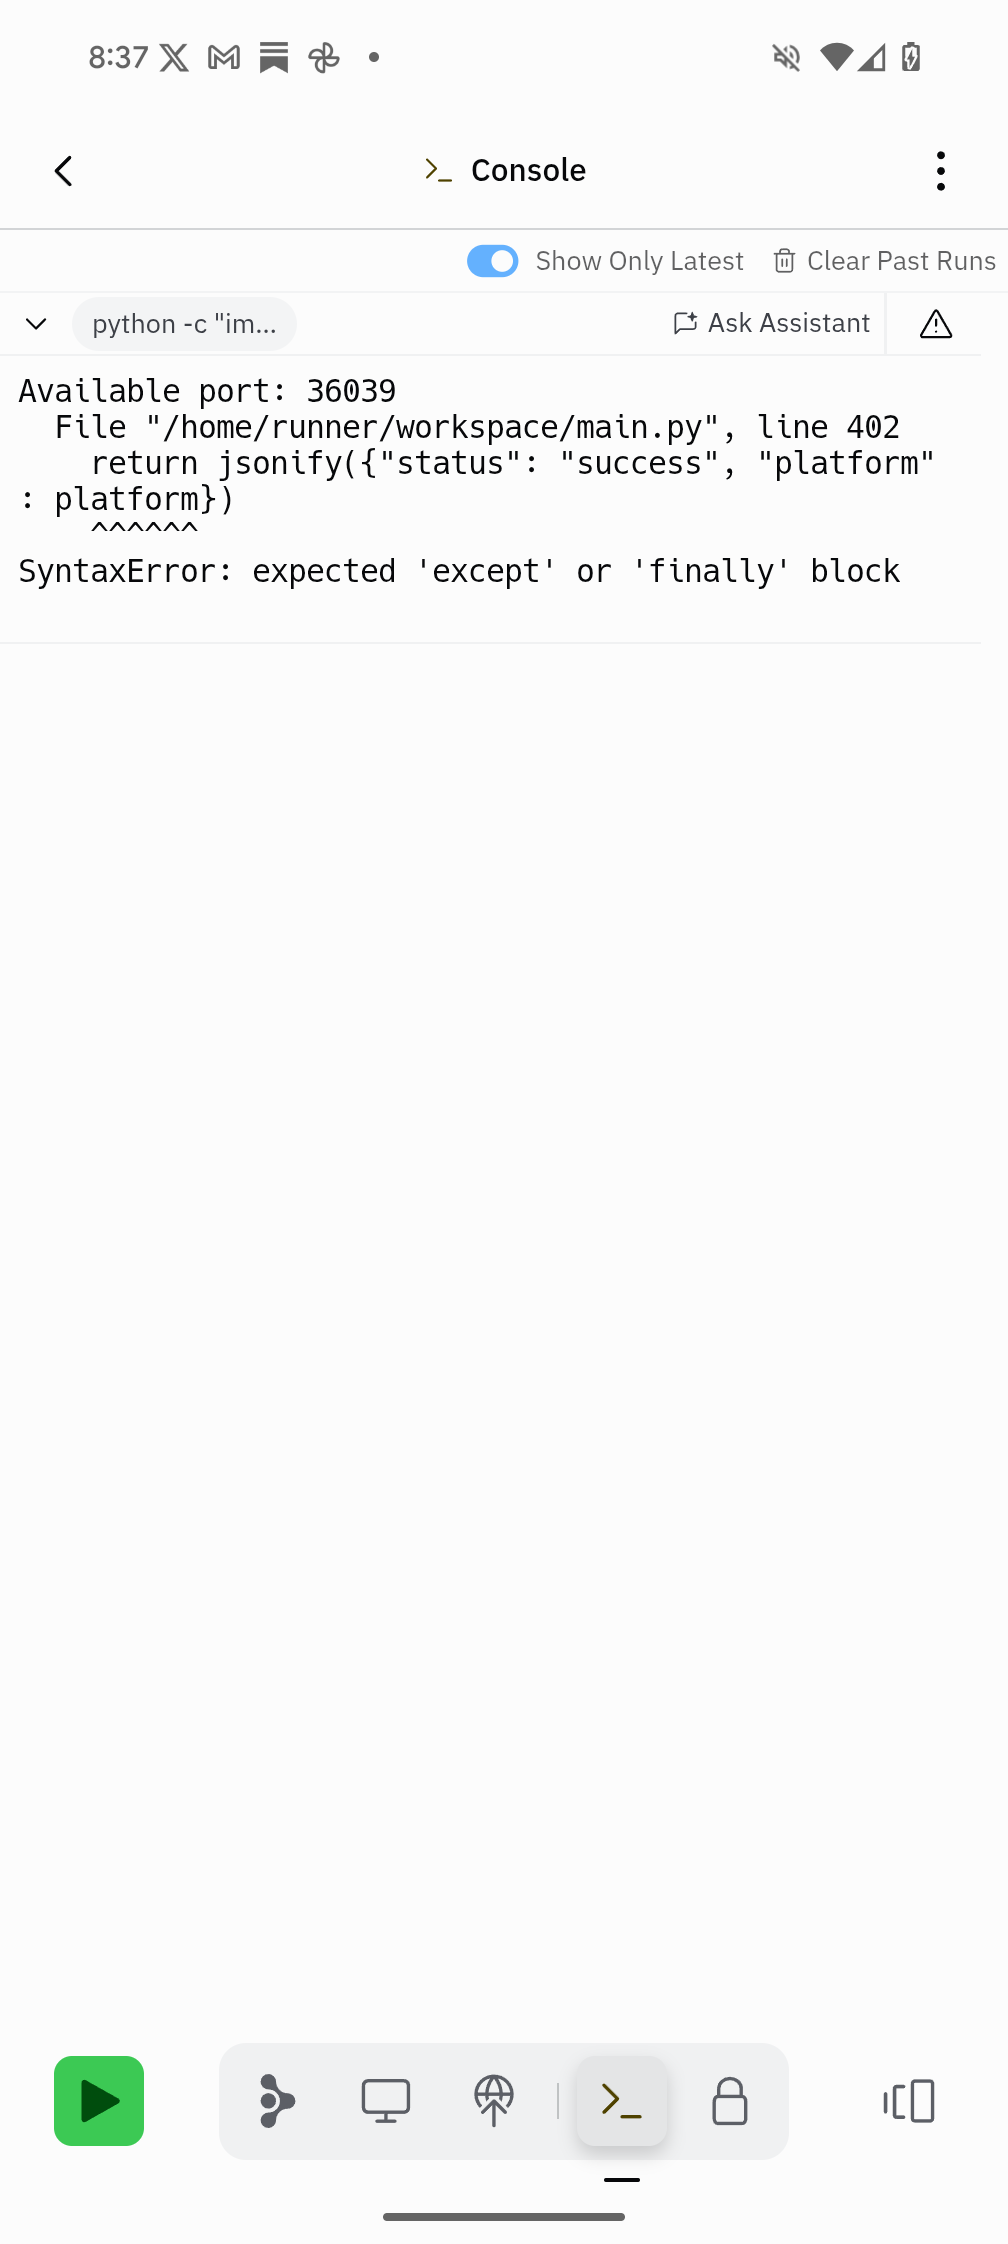 8:37
Console
Show Only Latest Clear Past Runs
python -c "im... Ask Assistant
Available port: 36039
  File "/home/runner/workspace/main.py", line 402
    return jsonify({"status": "success", "platform"
: platform})
    ^^^^^^
SyntaxError: expected 'except' or 'finally' block